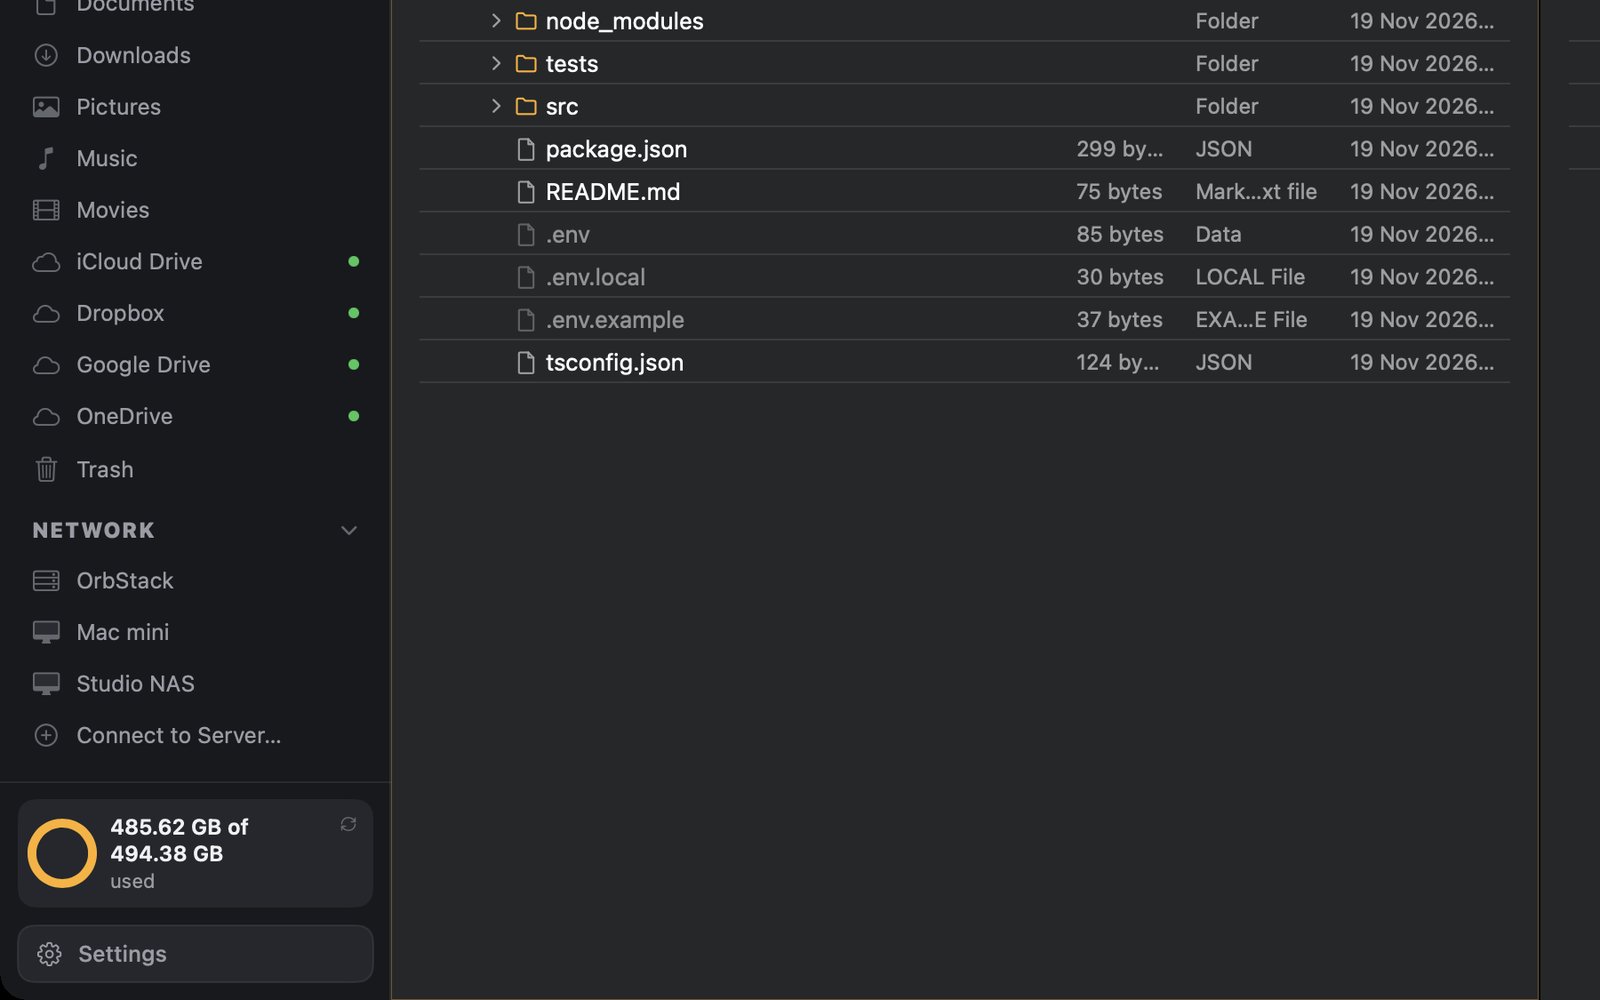 Documents
Downloads
Pictures
Music
Movies
iCloud Drive
Dropbox
Google Drive
OneDrive
Trash
NETWORK
OrbStack
Mac mini
Studio NAS
Connect to Server...
485.62 GB of
494.38 GB
used
Settings
node_modules Folder 19 Nov 2026...
tests Folder 19 Nov 2026...
src Folder 19 Nov 2026...
package.json 299 by... JSON 19 Nov 2026...
README.md 75 bytes Mark...xt file 19 Nov 2026...
.env 85 bytes Data 19 Nov 2026...
.env.local 30 bytes LOCAL File 19 Nov 2026...
.env.example 37 bytes EXA...E File 19 Nov 2026...
tsconfig.json 124 by... JSON 19 Nov 2026...